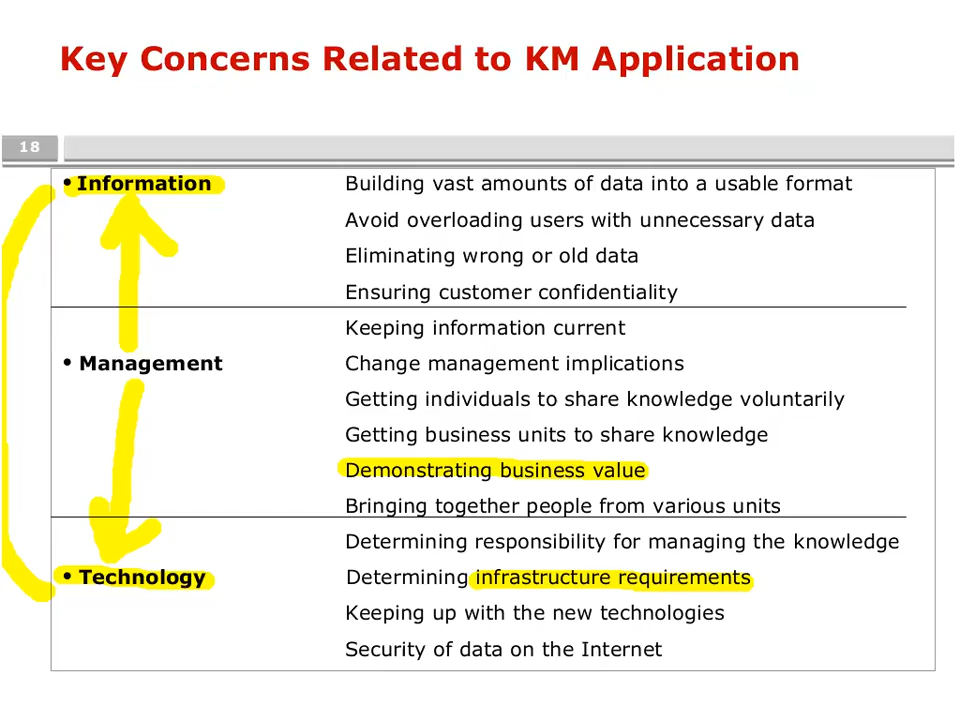 Key Concerns Related to KM Application
18
• Information Building vast amounts of data into a usable format
Avoid overloading users with unnecessary data
Eliminating wrong or old data
Ensuring customer confidentiality
Keeping information current
• Management Change management implications
Getting individuals to share knowledge voluntarily
Getting business units to share knowledge
Demonstrating business value
Bringing together people from various units
Determining responsibility for managing the knowledge
• Technology Determining infrastructure requirements
Keeping up with the new technologies
Security of data on the Internet